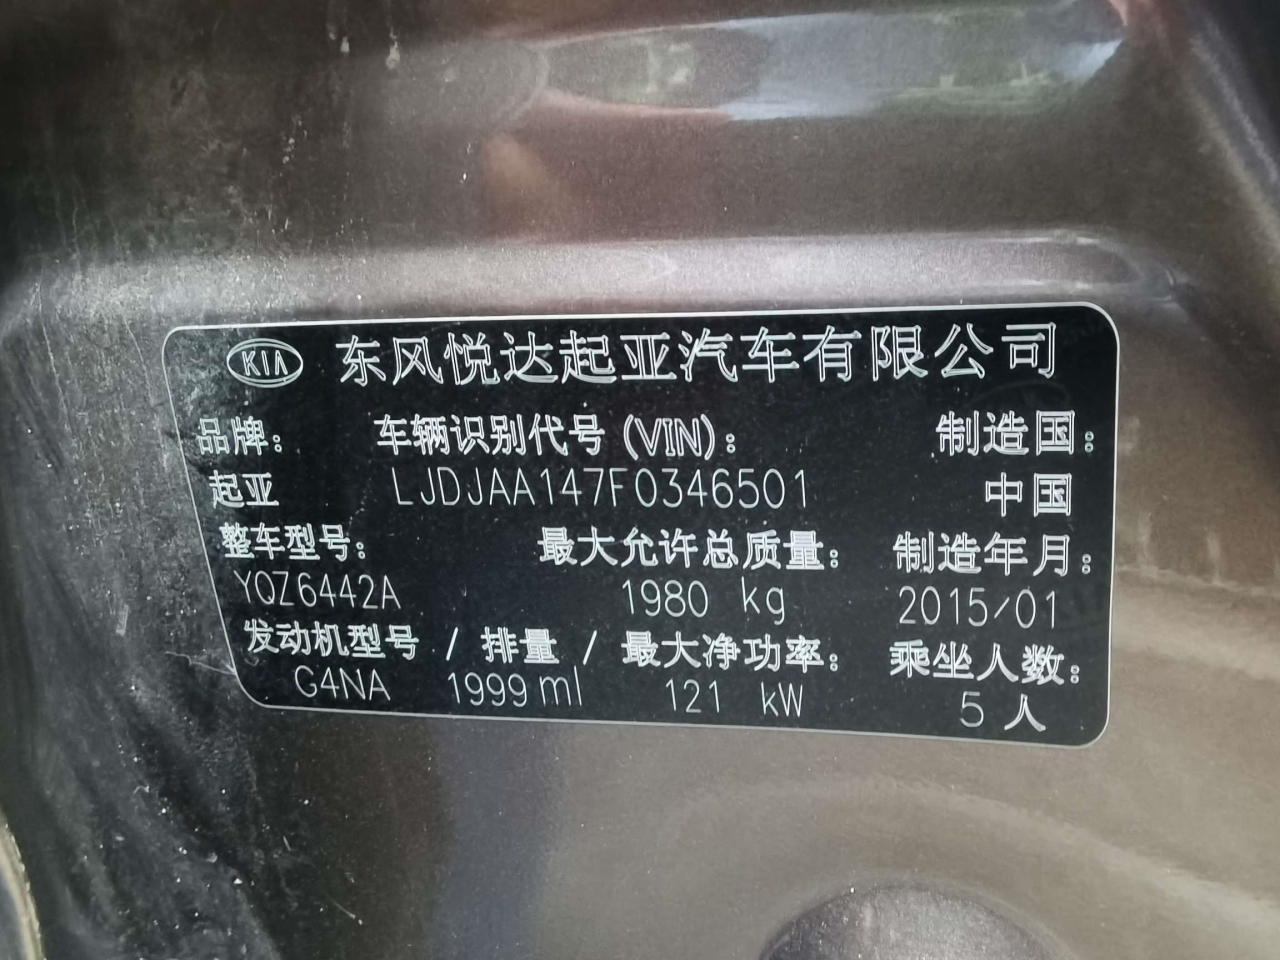 KIA 东风悦达起亚汽车有限公司
品牌: 车辆识别代号(VIN): 制造国:
起亚 LJDJAA147F0346501 中国
整车型号: 最大允许总质量: 制造年月:
YQZ6442A 1980 kg 2015/01
发动机型号 / 排量 / 最大净功率: 乘坐人数:
G4NA 1999ml 121 kW 5人